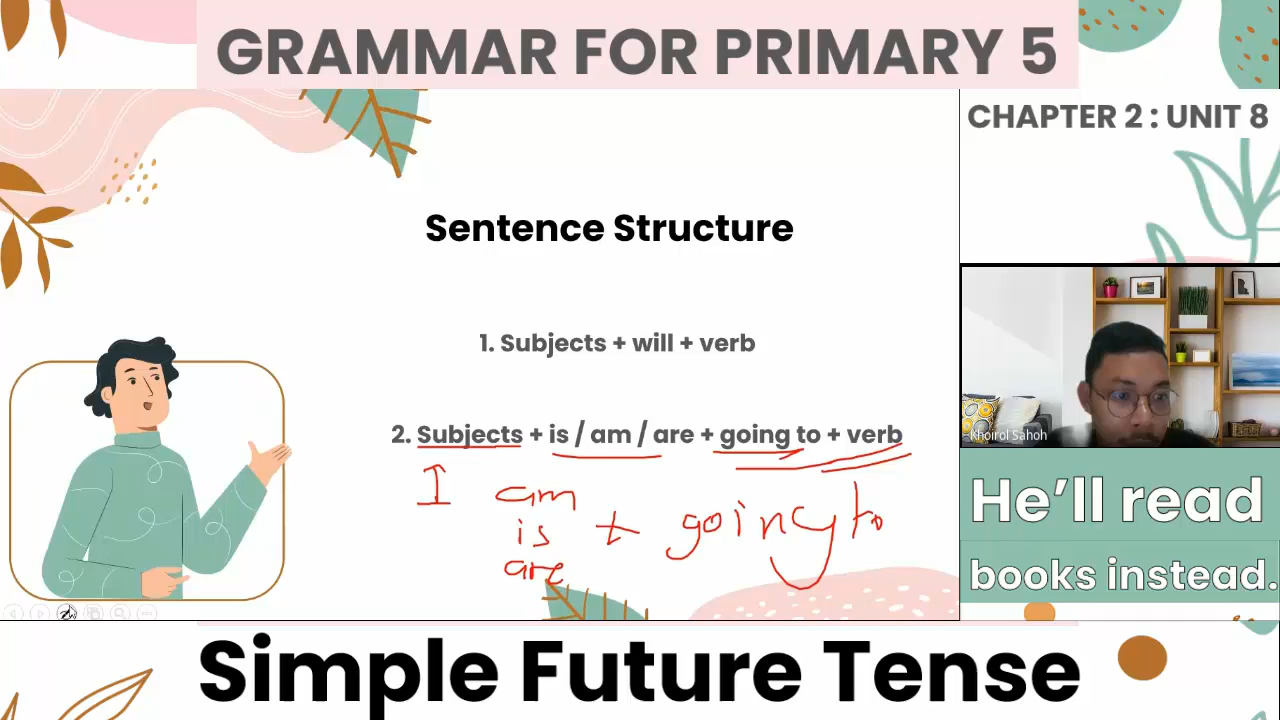 GRAMMAR FOR PRIMARY 5
CHAPTER 2 : UNIT 8
Sentence Structure
1. Subjects + will + verb
2. Subjects + is / am / are + going to + verb
I am
is + going to
are
Khoirol Sahoh
He’ll read
books instead.
Simple Future Tense